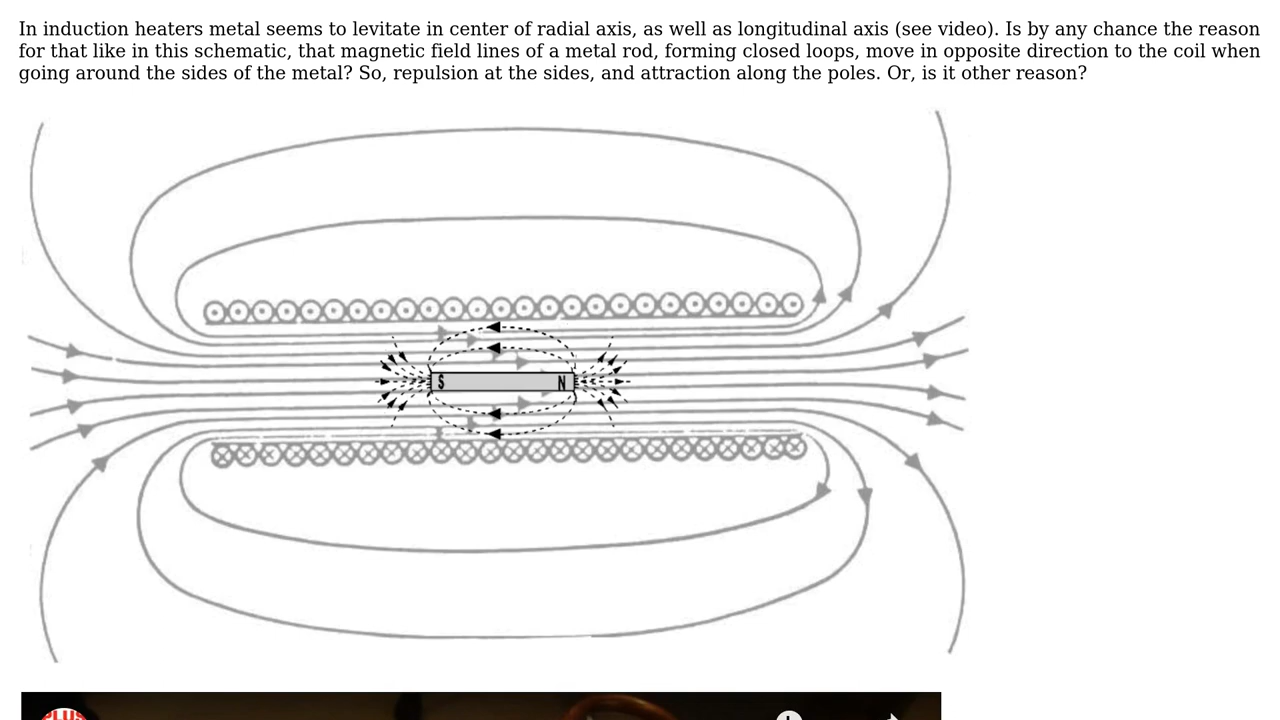 In induction heaters metal seems to levitate in center of radial axis, as well as longitudinal axis (see video). Is by any chance the reason
for that like in this schematic, that magnetic field lines of a metal rod, forming closed loops, move in opposite direction to the coil when
going around the sides of the metal? So, repulsion at the sides, and attraction along the poles. Or, is it other reason?
S N
PLUS